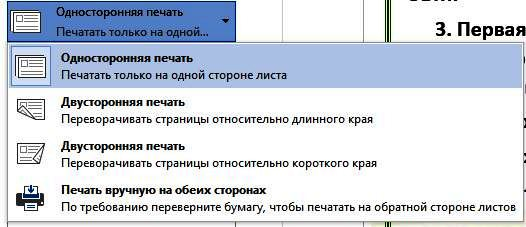 Односторонняя печать
Печатать только на одной...
3. Первая
Односторонняя печать
Печатать только на одной стороне листа
Двусторонняя печать
Переворачивать страницы относительно длинного края
Двусторонняя печать
Переворачивать страницы относительно короткого края
Печать вручную на обеих сторонах
По требованию переверните бумагу, чтобы печатать на обратной стороне листов